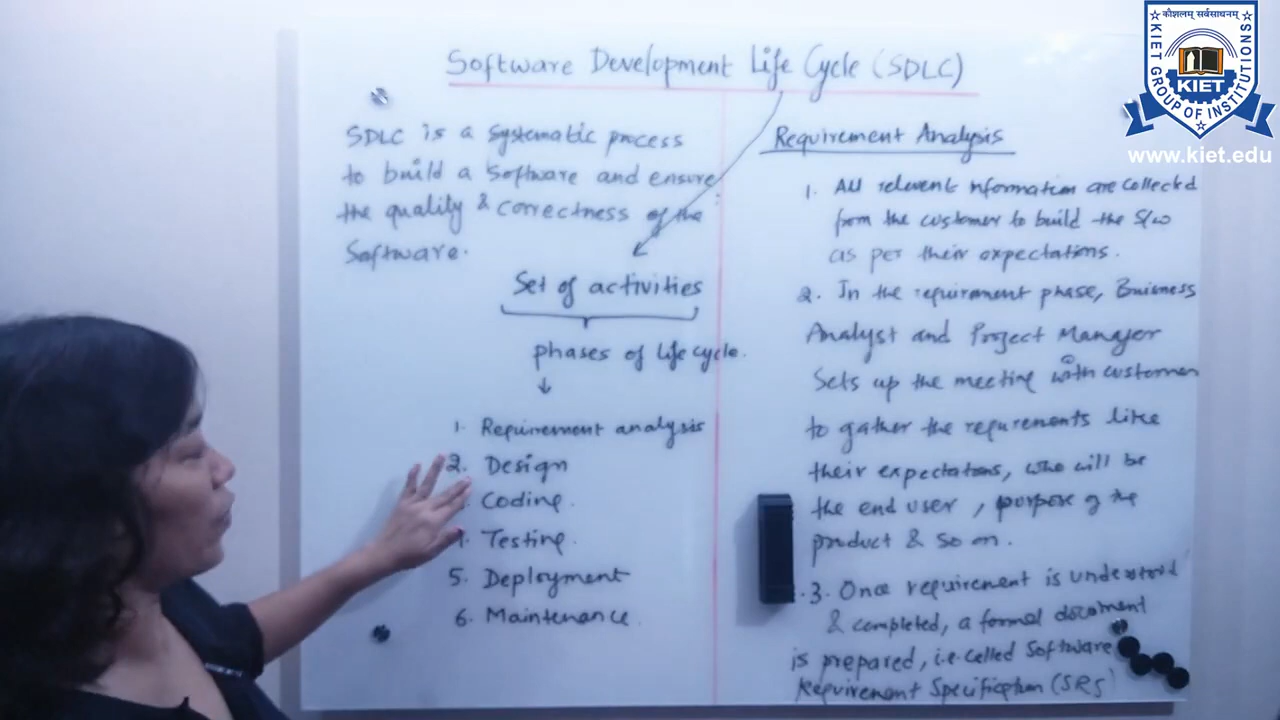 Software Development Life Cycle (SDLC)
SDLC is a systematic process
to build a software and ensure
the quality & correctness of the
Software.
Set of activities
phases of life cycle.
1. Requirement analysis
2. Design
Coding.
Testing.
5. Deployment
6. Maintenance.
Requirement Analysis
1. All relevent information are collected
from the customer to build the S/w
as per their expectations.
2. In the requirement phase, Buisness
Analyst and Project Manager
Sets up the meeting with customer
to gather the requrements like
their expectations, who will be
the end user, purpose of the
product & so on.
3. Once requirement is understood
& completed, a formal document
is prepared, i.e. called Software
Requirement Specification (SRS)
कौशलम् सर्वसाधनम्
KIET GROUP OF INSTITUTIONS
KIET
www.kiet.edu